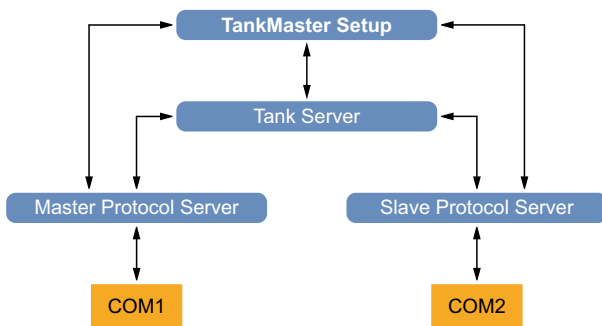 TankMaster Setup
Tank Server
Master Protocol Server
Slave Protocol Server
COM1
COM2